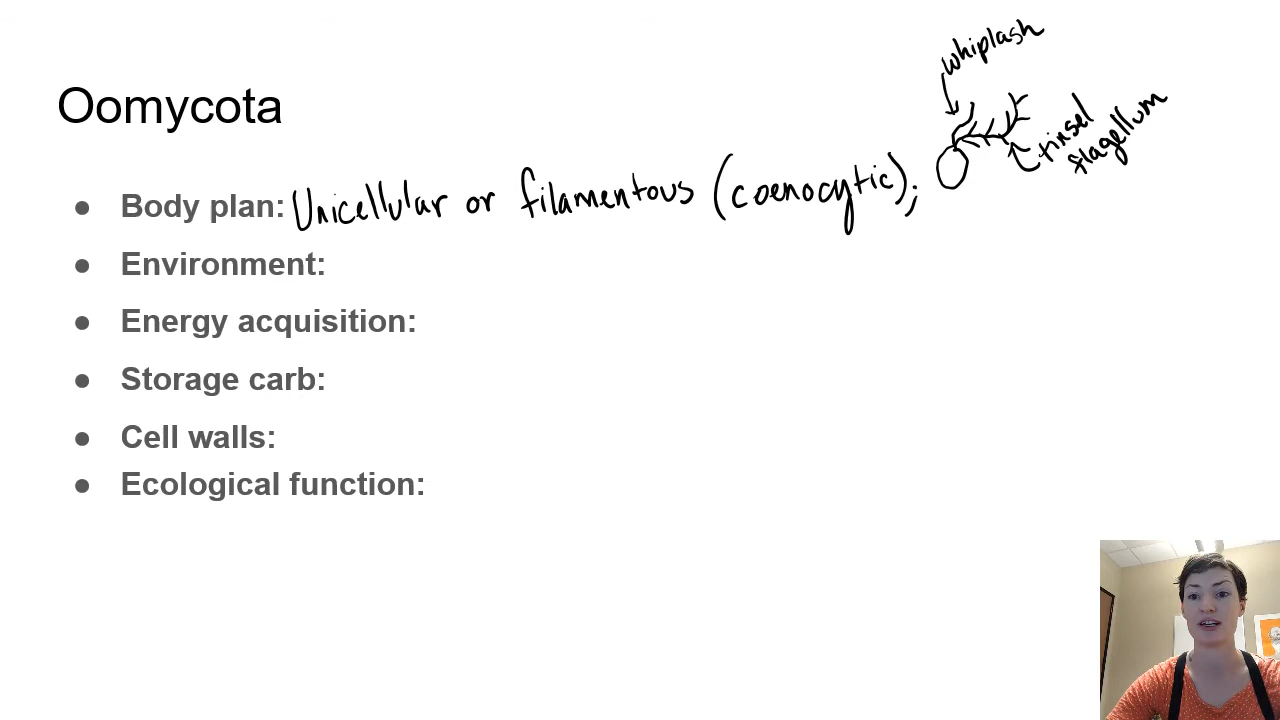 whiplash
Oomycota
tinsel
flagellum
● Body plan: Unicellular or filamentous (coenocytic);
● Environment:
● Energy acquisition:
● Storage carb:
● Cell walls:
● Ecological function: